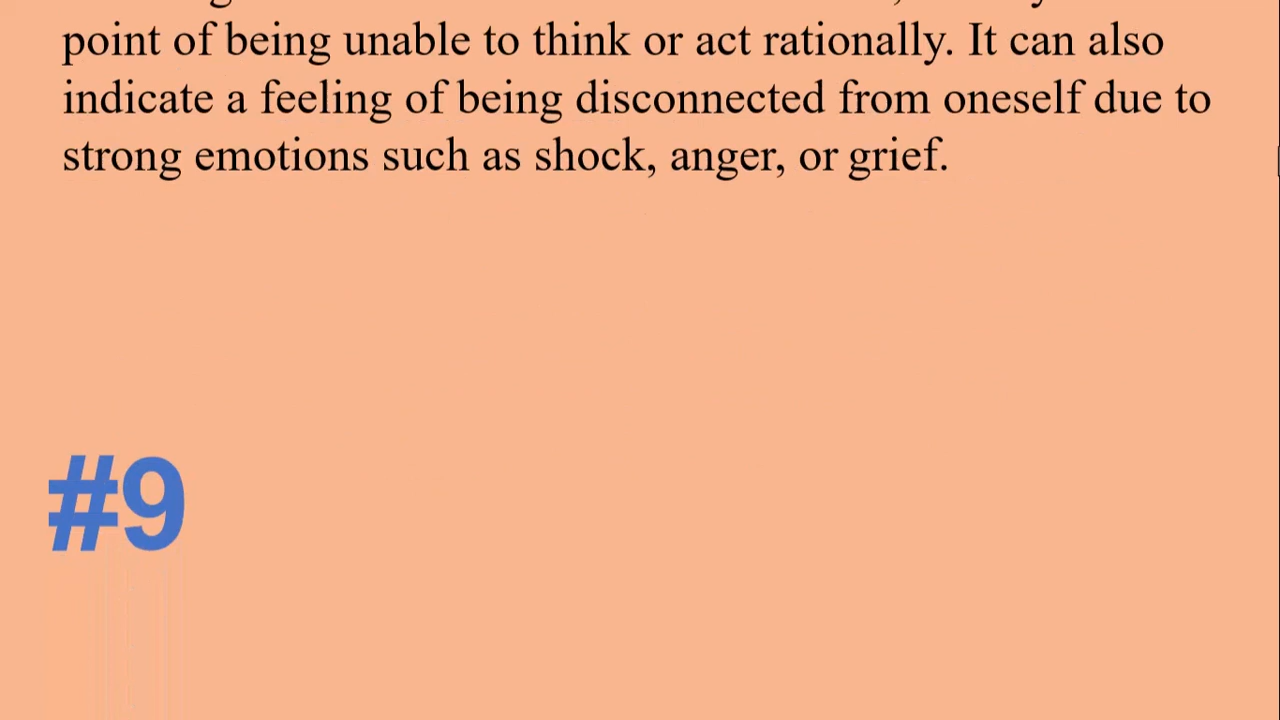 point of being unable to think or act rationally. It can also
indicate a feeling of being disconnected from oneself due to
strong emotions such as shock, anger, or grief.
#9